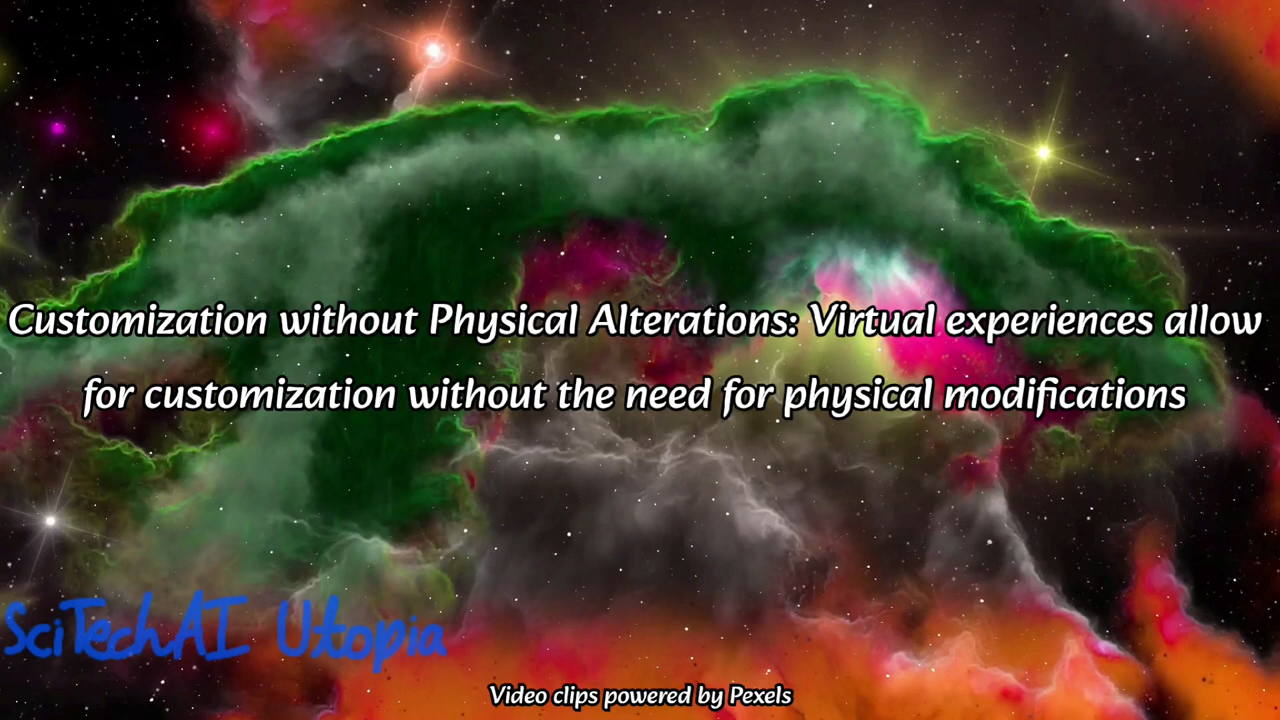 Customization without Physical Alterations: Virtual experiences allow
for customization without the need for physical modifications
SciTechAI Utopia
Video clips powered by Pexels